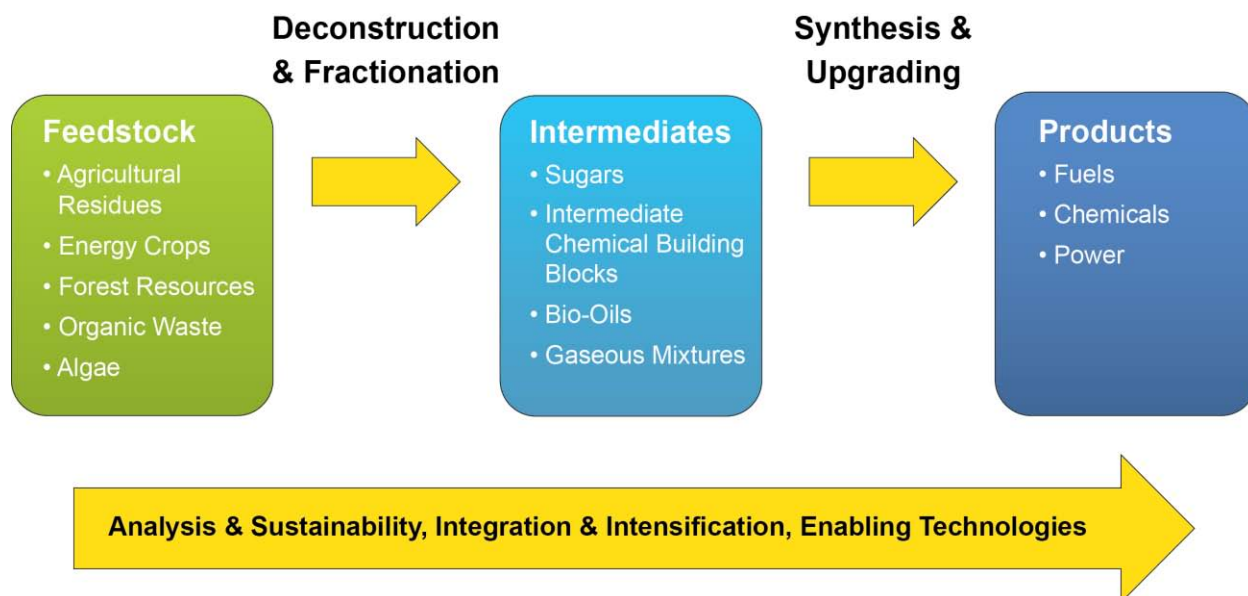 Deconstruction
& Fractionation
Synthesis &
Upgrading
Feedstock
• Agricultural
Residues
• Energy Crops
• Forest Resources
• Organic Waste
• Algae
Intermediates
• Sugars
• Intermediate
Chemical Building
Blocks
• Bio-Oils
• Gaseous Mixtures
Products
• Fuels
• Chemicals
• Power
Analysis & Sustainability, Integration & Intensification, Enabling Technologies